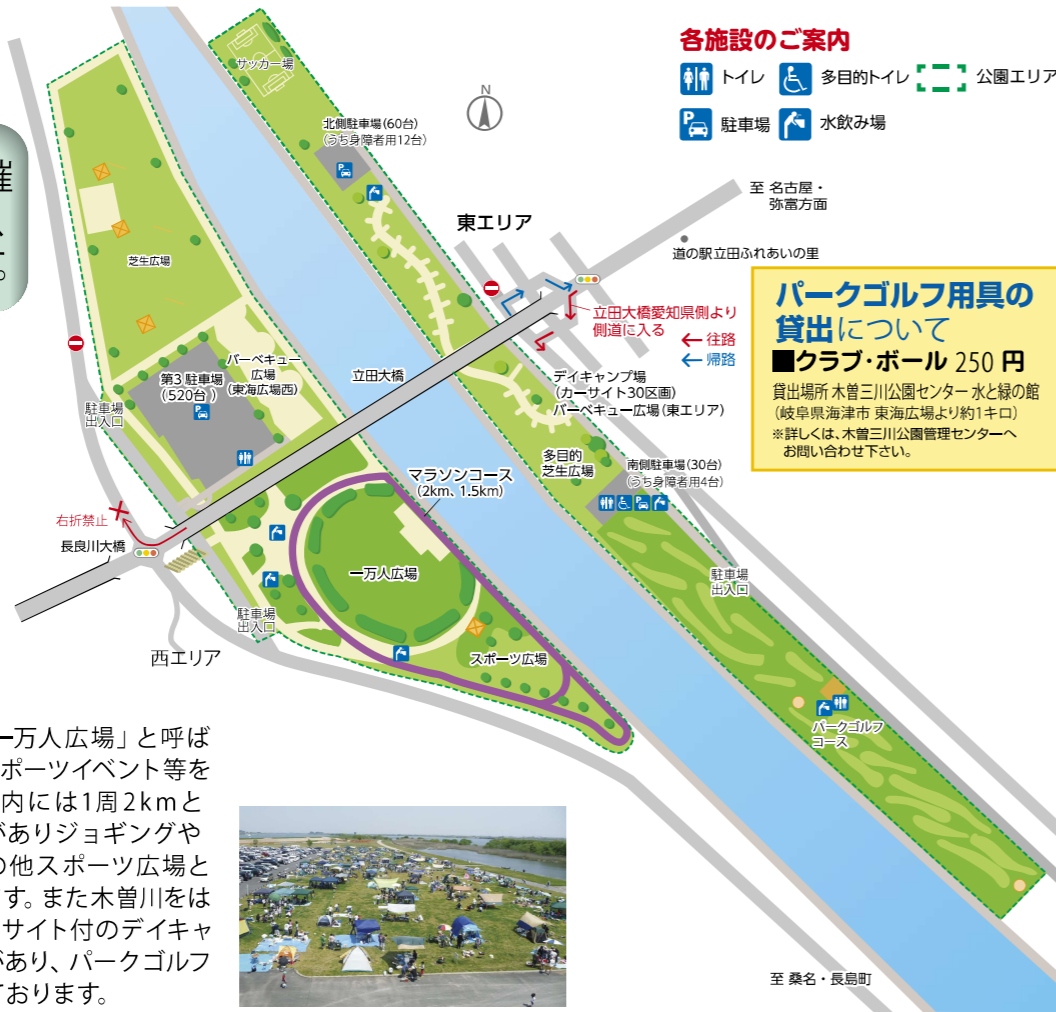 各施設のご案内
トイレ
多目的トイレ
公園エリア
駐車場
水飲み場
サッカー場
N
北側駐車場(60台)
(うち身障者用12台)
東エリア
至 名古屋・
弥富方面
道の駅立田ふれあいの里
催
芝生広場
立田大橋愛知県側より
側道に入る
往路
帰路
パークゴルフ用具の
貸出について
■クラブ・ボール 250 円
貸出場所 木曽三川公園センター 水と緑の館
(岐阜県海津市 東海広場より約1キロ)
※詳しくは、木曽三川公園管理センターへ
お問い合わせ下さい。
バーベキュー
広場
(東海広場西)
第3 駐車場
(520台 )
立田大橋
デイキャンプ場
(カーサイト30区画)
バーベキュー広場(東エリア)
駐車場
出入口
多目的
芝生広場
南側駐車場(30台)
(うち身障者用4台)
マラソンコース
(2km、1.5km)
右折禁止
長良川大橋
一万人広場
駐車場
出入口
駐車場
出入口
西エリア
スポーツ広場
パークゴルフ
コース
一万人広場」と呼ば
ポーツイベント等を
内には1周2kmと
がありジョギングや
の他スポーツ広場と
す。また木曽川をは
サイト付のデイキャ
があり、パークゴルフ
ております。
至 桑名・長島町